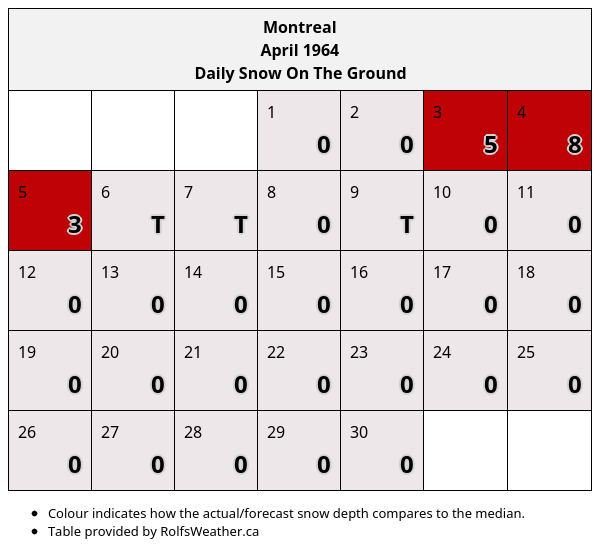 Montreal
April 1964
Daily Snow On The Ground
1 2 3 4
0 0 5 8
5 6 7 8 9 10 11
3 T T 0 T 0 0
12 13 14 15 16 17 18
0 0 0 0 0 0 0
19 20 21 22 23 24 25
0 0 0 0 0 0 0
26 27 28 29 30
0 0 0 0 0
Colour indicates how the actual/forecast snow depth compares to the median.
Table provided by RolfsWeather.ca